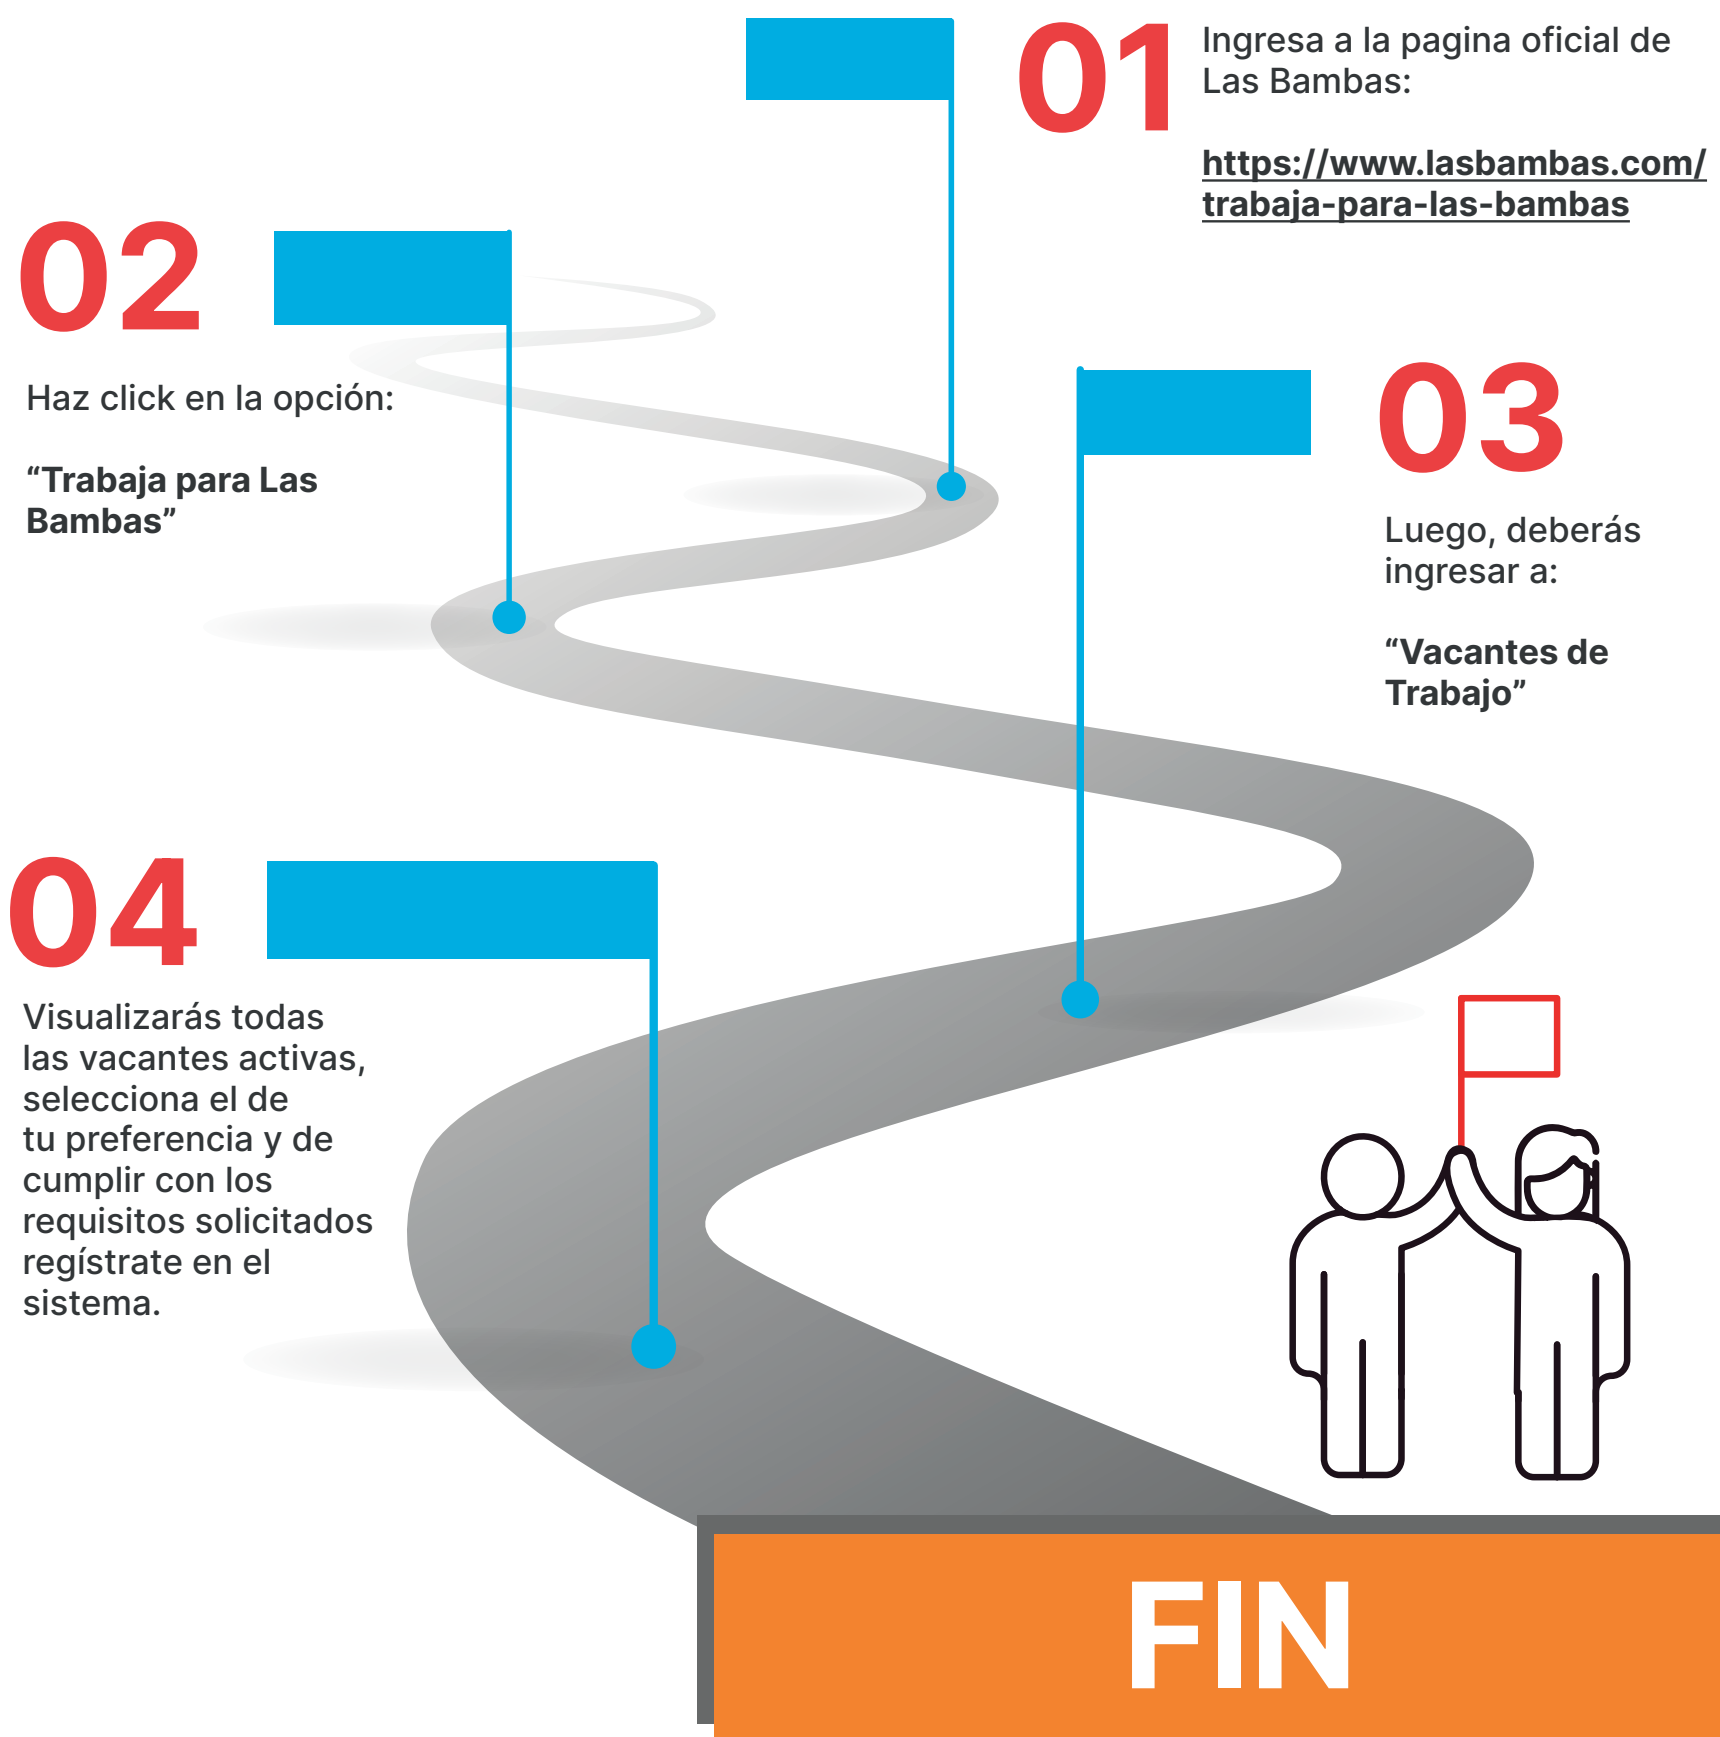 01
Ingresa a la pagina oficial de
Las Bambas:
https://www.lasbambas.com/
trabaja-para-las-bambas
02
Haz click en la opción:
“Trabaja para Las
Bambas”
03
Luego, deberás
ingresar a:
“Vacantes de
Trabajo”
04
Visualizarás todas
las vacantes activas,
selecciona el de
tu preferencia y de
cumplir con los
requisitos solicitados
regístrate en el
sistema.
FIN